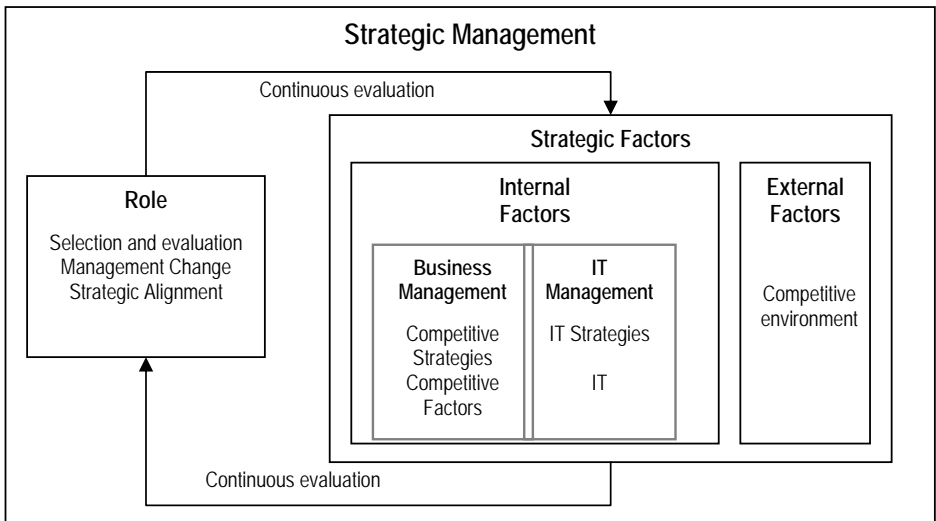 Strategic Management
Continuous evaluation
Strategic Factors
Role
Selection and evaluation
Management Change
Strategic Alignment
Internal
Factors
Business
Management
Competitive
Strategies
Competitive
Factors
IT
Management
IT Strategies
IT
External
Factors
Competitive
environment
Continuous evaluation